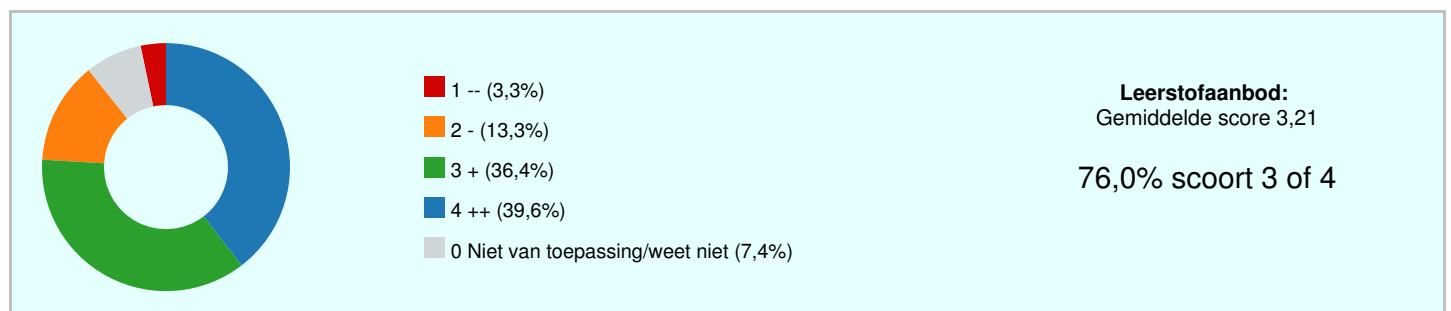 1 -- (3,3%)
2 - (13,3%)
3 + (36,4%)
4 ++ (39,6%)
0 Niet van toepassing/weet niet (7,4%)
Leerstofaanbod:
Gemiddelde score 3,21
76,0% scoort 3 of 4